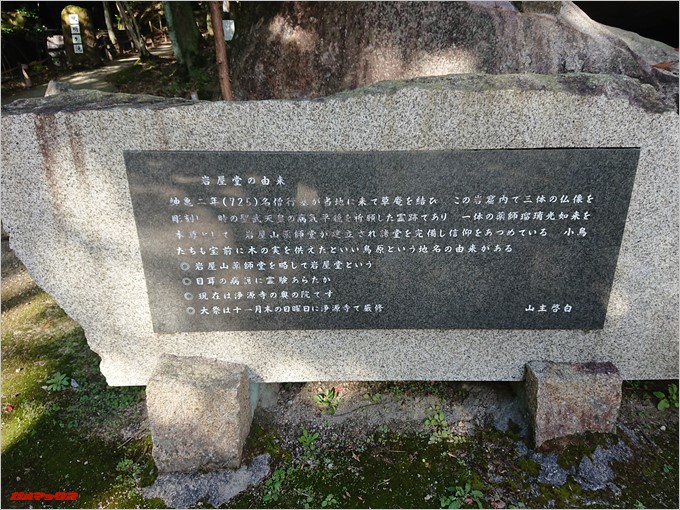 岩屋堂の由来
神亀二年(725)名僧行基が当地に来て草庵を結び この岩窟内で三体の仏像を
彫刻し 時の聖武天皇の病気平穏を祈願した霊跡であり 一体の薬師瑠璃光如来を
本尊として 岩屋山薬師堂が建立され諸堂を完備し信仰をあつめている 小鳥
たちも宝前に木の実を供えたといい鳥原という地名の由来がある
◎岩屋山薬師堂を略して岩屋堂という
◎目耳の病護に霊験あらたか
◎現在は浄源寺の奥の院です
◎大祭は十一月末の日曜日に浄源寺で厳修 山主啓白